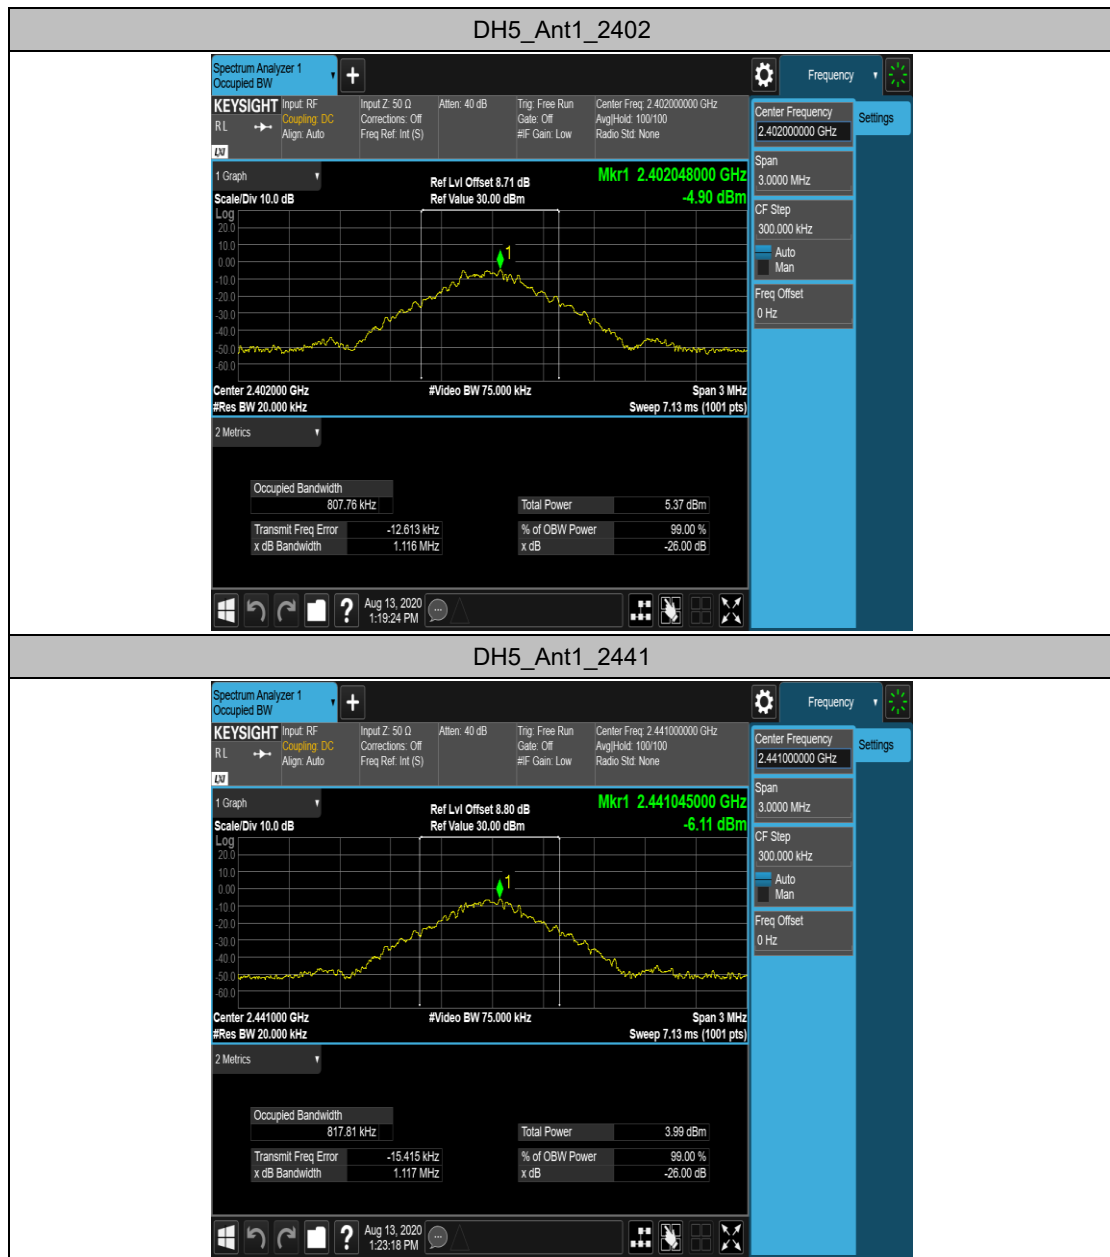 DH5_Ant1_2402
Spectrum Analyzer 1
Occupied BW
Frequency
KEYSIGHT
RL
LXI
Input: RF
Coupling: DC
Align: Auto
Input Z: 50 Ω
Corrections: Off
Freq Ref: Int (S)
Atten: 40 dB
Trig: Free Run
Gate: Off
#IF Gain: Low
Center Freq: 2.402000000 GHz
Avg|Hold: 100/100
Radio Std: None
Center Frequency
2.402000000 GHz
Settings
Span
3.0000 MHz
CF Step
300.000 kHz
Auto
Man
Freq Offset
0 Hz
1 Graph
Scale/Div 10.0 dB
Ref Lvl Offset 8.71 dB
Ref Value 30.00 dBm
Mkr1 2.402048000 GHz
-4.90 dBm
Log
20.0
10.0
0.00
-10.0
-20.0
-30.0
-40.0
-50.0
-60.0
1
Center 2.402000 GHz
#Video BW 75.000 kHz
Span 3 MHz
#Res BW 20.000 kHz
Sweep 7.13 ms (1001 pts)
2 Metrics
Occupied Bandwidth
807.76 kHz
Total Power 5.37 dBm
Transmit Freq Error -12.613 kHz
% of OBW Power 99.00 %
x dB Bandwidth 1.116 MHz
x dB -26.00 dB
?
Aug 13, 2020
1:19:24 PM
DH5_Ant1_2441
Spectrum Analyzer 1
Occupied BW
Frequency
KEYSIGHT
RL
LXI
Input: RF
Coupling: DC
Align: Auto
Input Z: 50 Ω
Corrections: Off
Freq Ref: Int (S)
Atten: 40 dB
Trig: Free Run
Gate: Off
#IF Gain: Low
Center Freq: 2.441000000 GHz
Avg|Hold: 100/100
Radio Std: None
Center Frequency
2.441000000 GHz
Settings
Span
3.0000 MHz
CF Step
300.000 kHz
Auto
Man
Freq Offset
0 Hz
1 Graph
Scale/Div 10.0 dB
Ref Lvl Offset 8.80 dB
Ref Value 30.00 dBm
Mkr1 2.441045000 GHz
-6.11 dBm
Log
20.0
10.0
0.00
-10.0
-20.0
-30.0
-40.0
-50.0
-60.0
1
Center 2.441000 GHz
#Video BW 75.000 kHz
Span 3 MHz
#Res BW 20.000 kHz
Sweep 7.13 ms (1001 pts)
2 Metrics
Occupied Bandwidth
817.81 kHz
Total Power 3.99 dBm
Transmit Freq Error -15.415 kHz
% of OBW Power 99.00 %
x dB Bandwidth 1.117 MHz
x dB -26.00 dB
?
Aug 13, 2020
1:23:18 PM